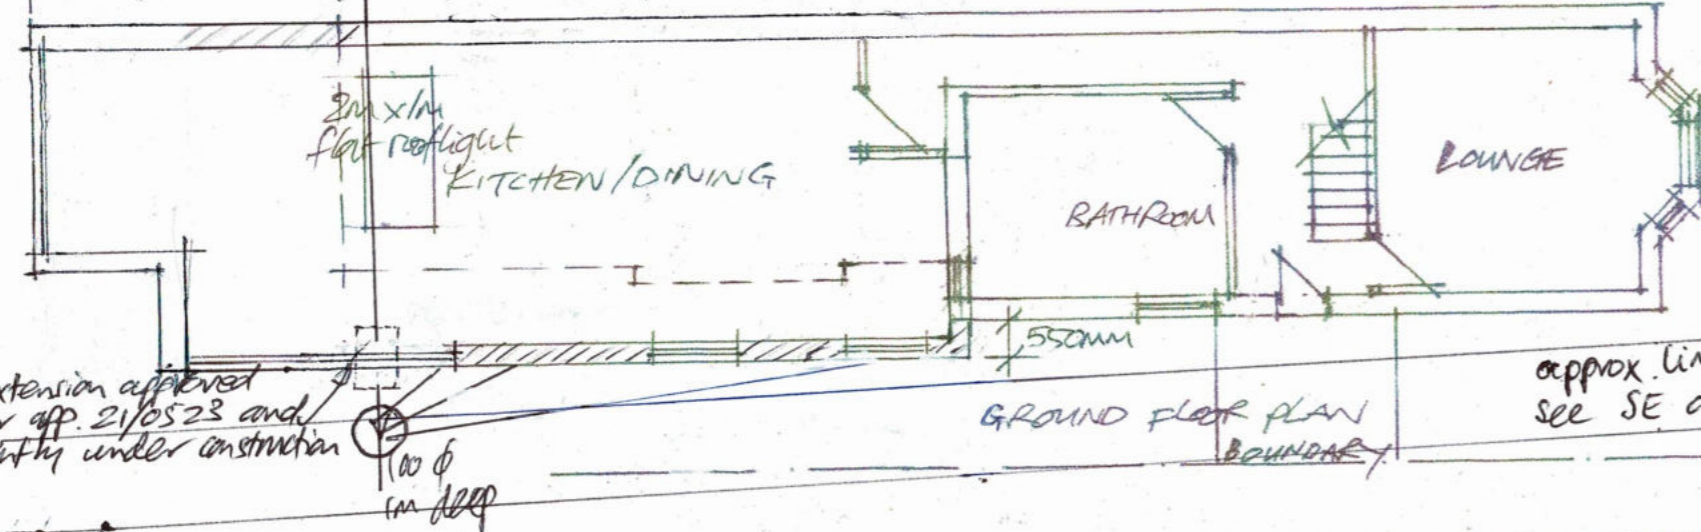 2m x 1m
flat rooflight
KITCHEN/DINING
BATHROOM
LOUNGE
550mm
extension approved
app. 21/0523 and
under construction
100 φ
1m deep
GROUND FLOOR PLAN
BOUNDARY
approx. lin
see SE